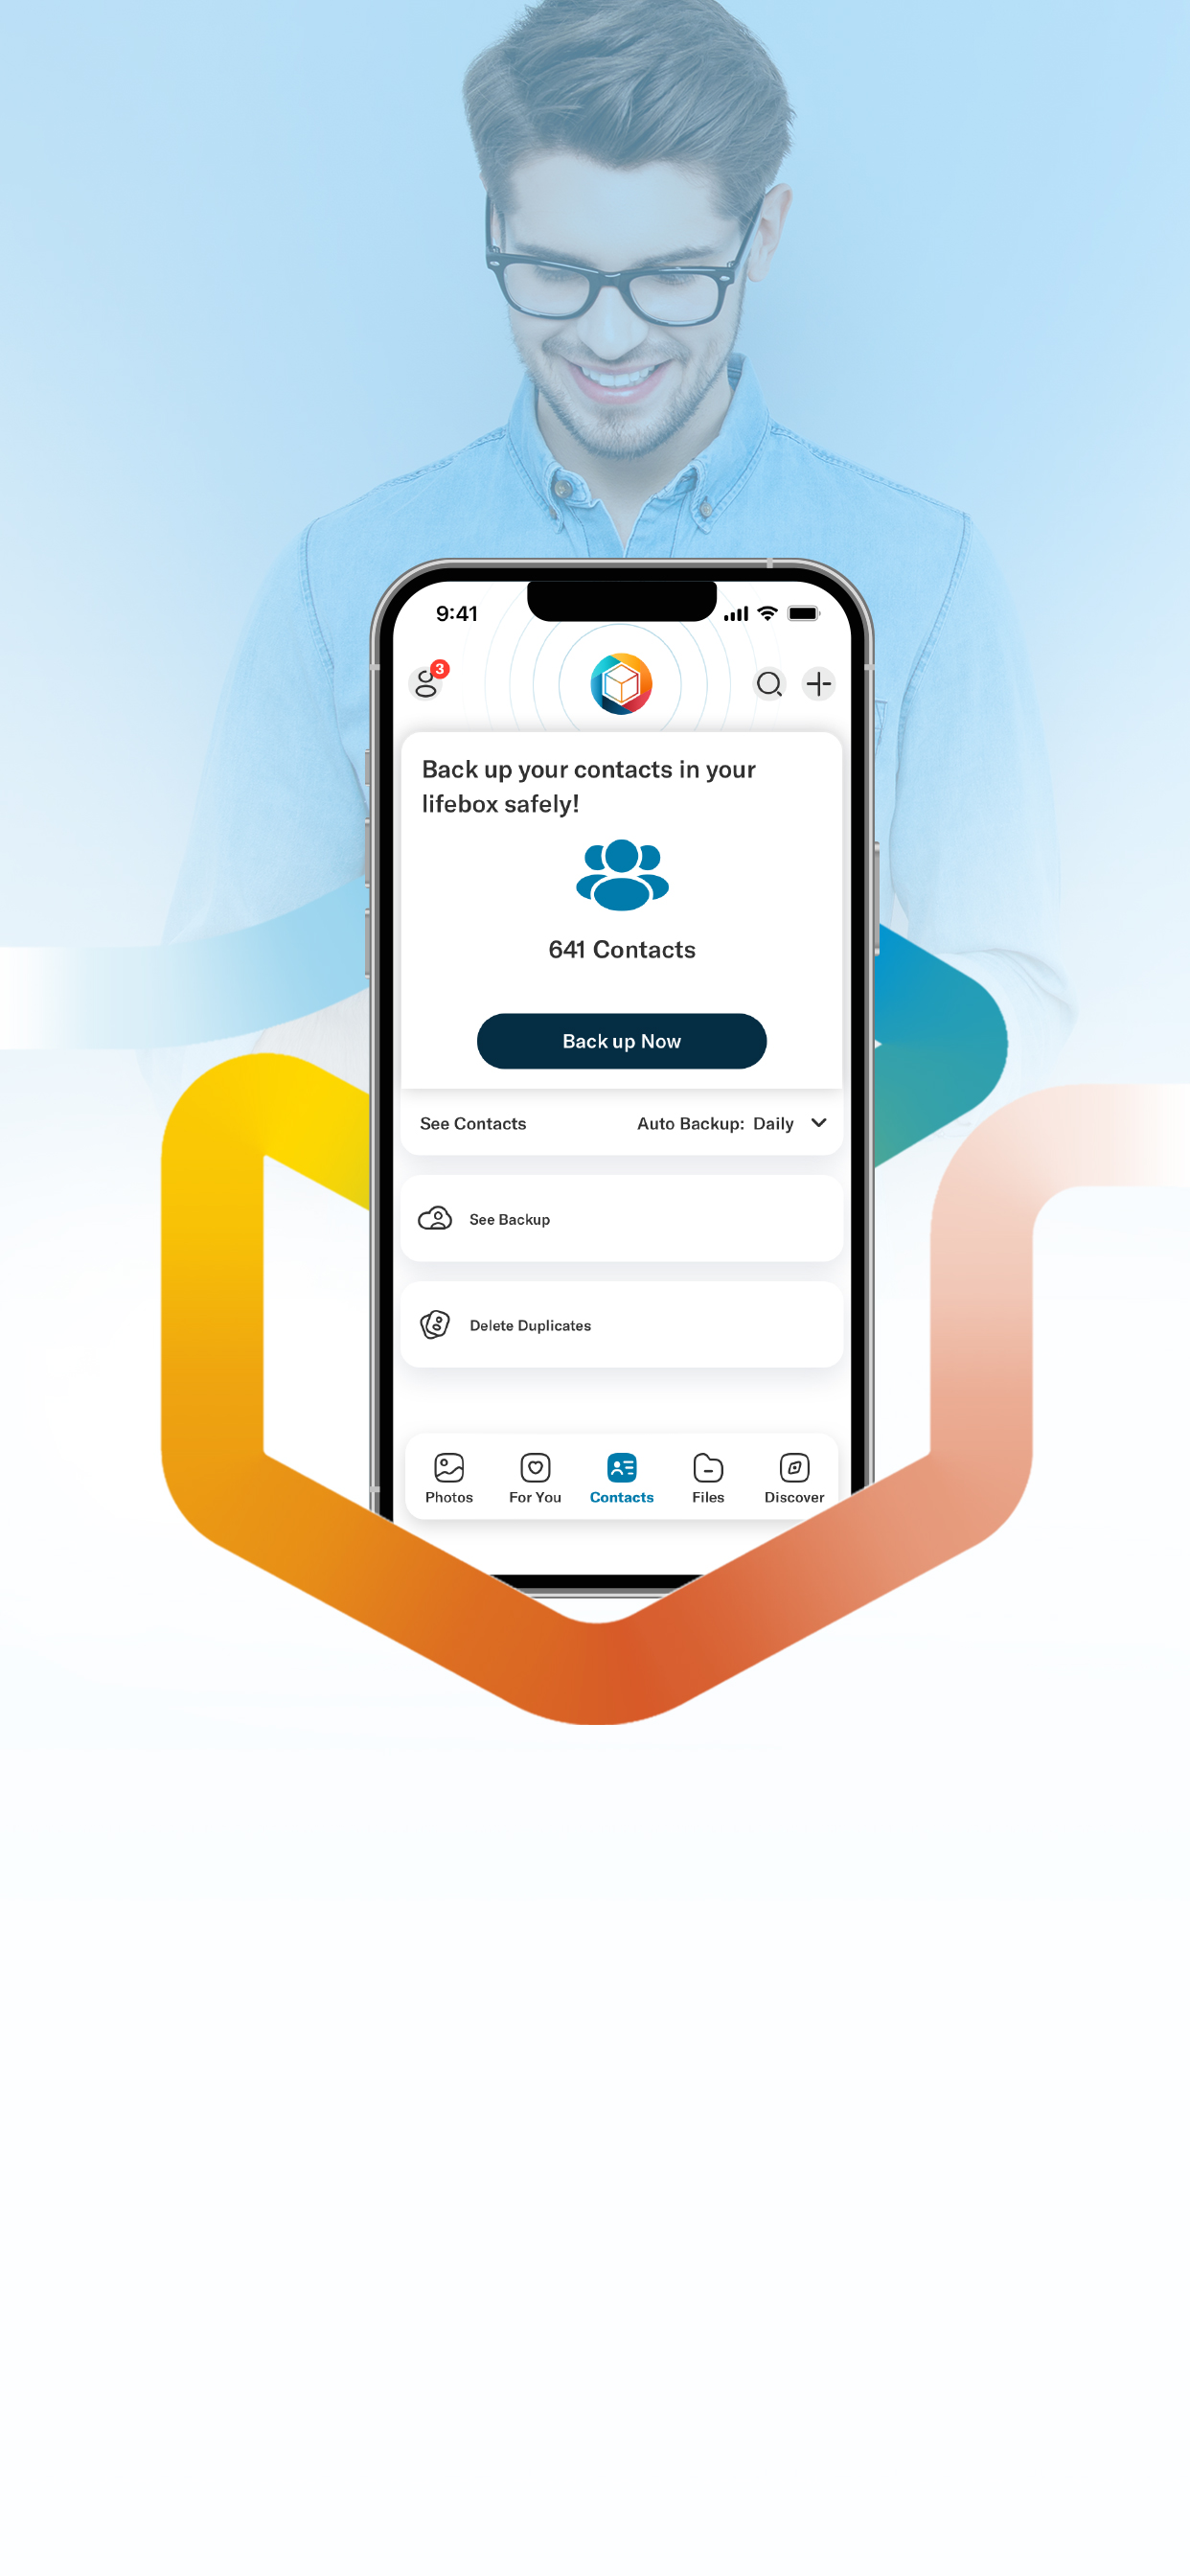 9:41
3
Back up your contacts in your
lifebox safely!
641 Contacts
Back up Now
See Contacts Auto Backup: Daily
See Backup
Delete Duplicates
Photos For You Contacts Files Discover